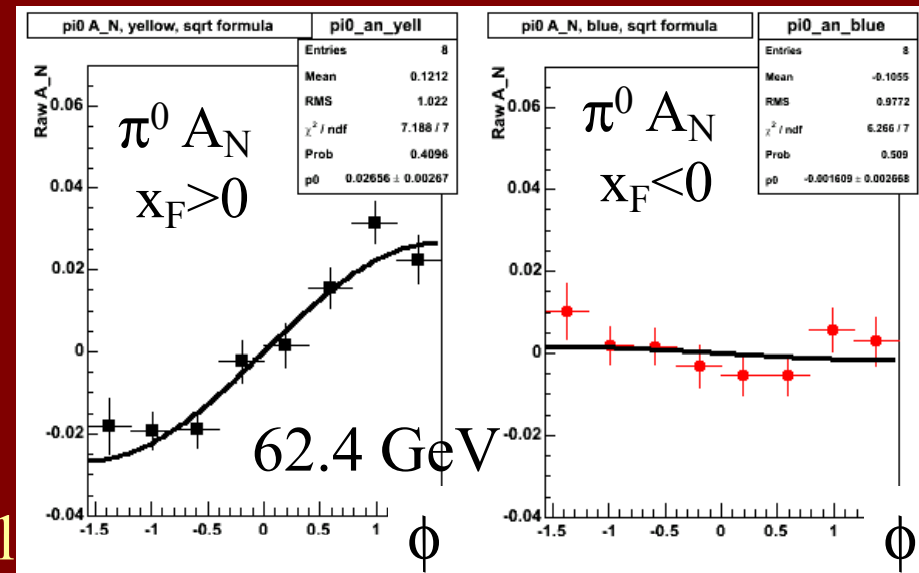 pi0 A_N, yellow, sqrt formula
pi0_an_yell
Entries 8
Mean 0.1212
RMS 1.022
χ² / ndf 7.188 / 7
Prob 0.4096
p0 0.02656 ± 0.00267
Raw A_N
π⁰ A_N
x_F>0
0.06
0.04
0.02
0
-0.02
-0.04
-1.5 -1 -0.5 0 0.5 1
ϕ
pi0 A_N, blue, sqrt formula
pi0_an_blue
Entries 8
Mean -0.1055
RMS 0.9772
χ² / ndf 6.266 / 7
Prob 0.509
p0 -0.001609 ± 0.002668
Raw A_N
π⁰ A_N
x_F<0
0.06
0.04
0.02
0
-0.02
-0.04
-1.5 -1 -0.5 0 0.5 1
ϕ
62.4 GeV